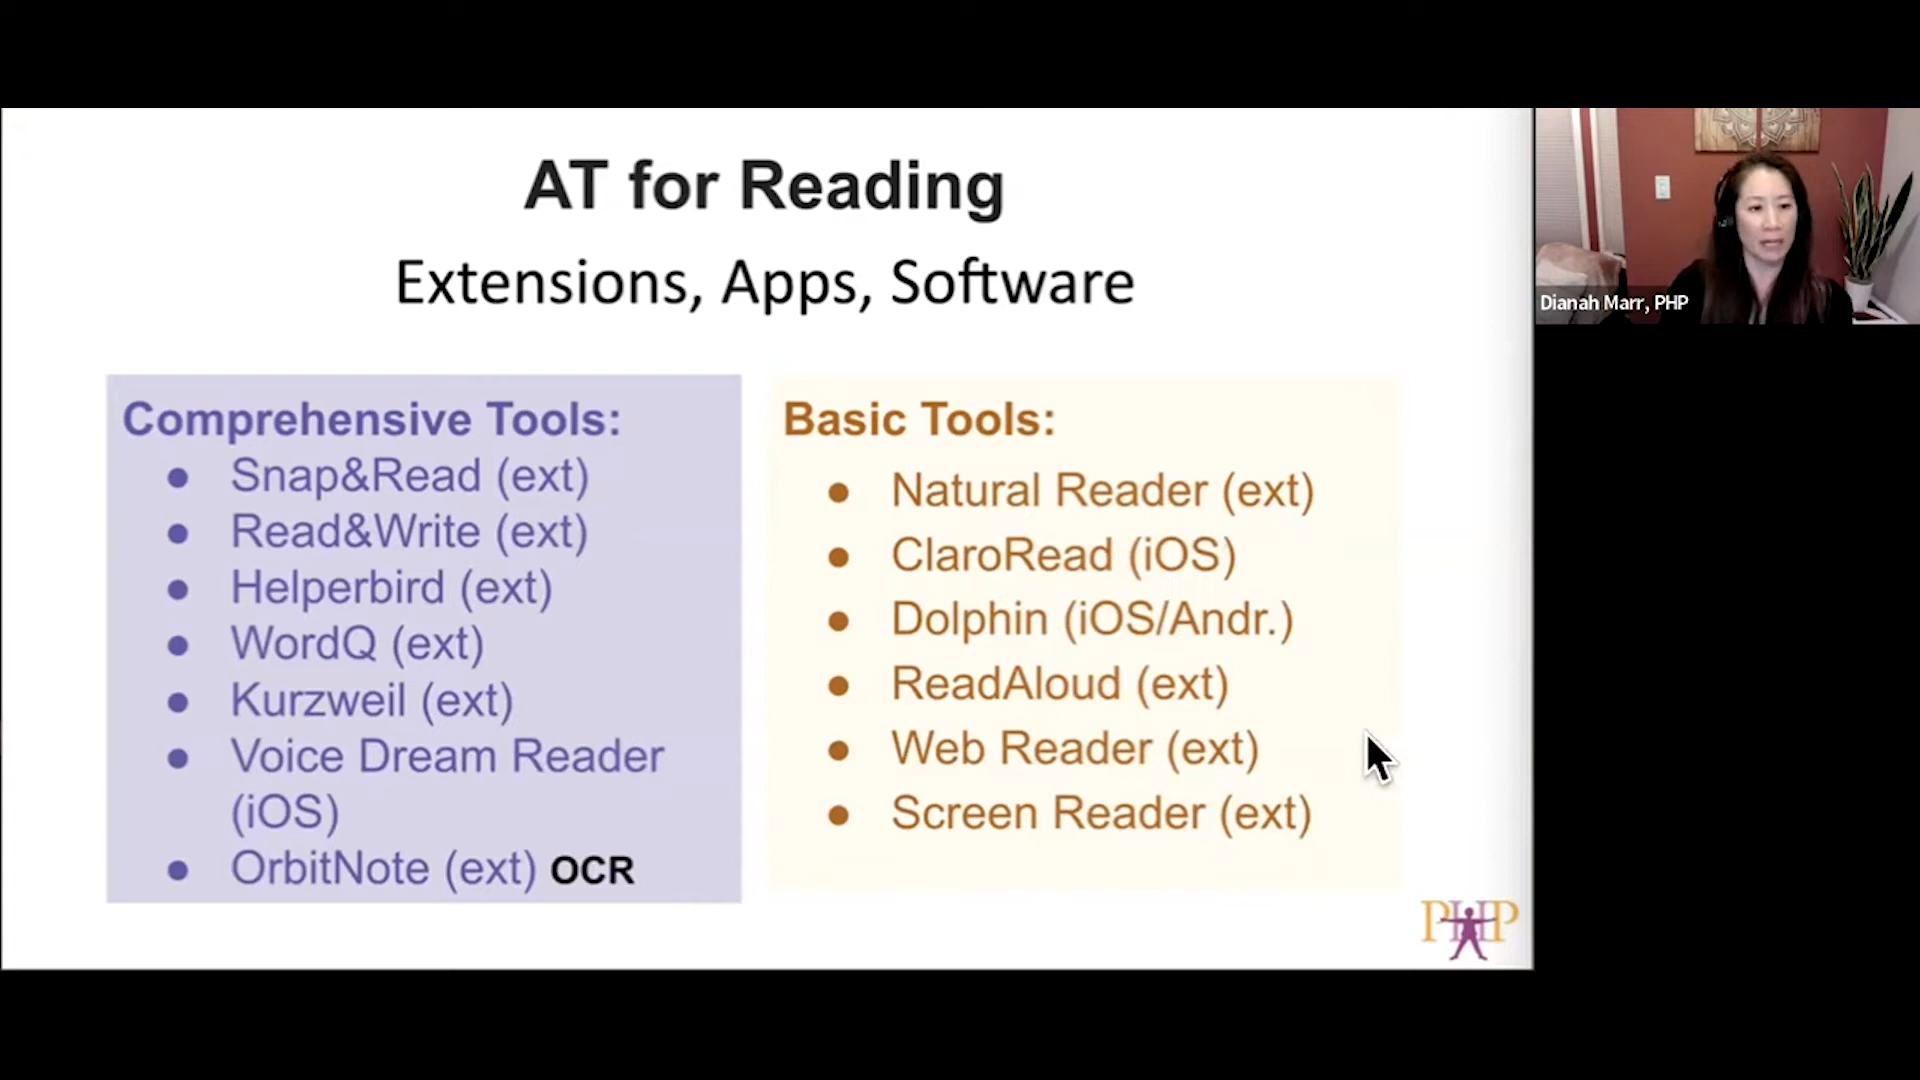 AT for Reading
Extensions, Apps, Software
Comprehensive Tools:
● Snap&Read (ext)
● Read&Write (ext)
● Helperbird (ext)
● WordQ (ext)
● Kurzweil (ext)
● Voice Dream Reader
(iOS)
● OrbitNote (ext) OCR
Basic Tools:
● Natural Reader (ext)
● ClaroRead (iOS)
● Dolphin (iOS/Andr.)
● ReadAloud (ext)
● Web Reader (ext)
● Screen Reader (ext)
PHP
Dianah Marr, PHP